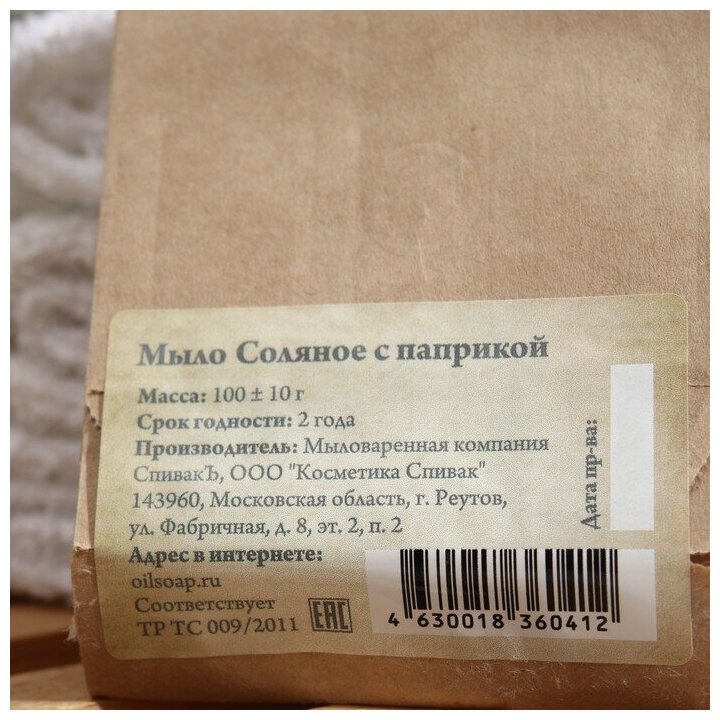 Мыло Соляное с паприкой
Масса: 100 ± 10 г
Срок годности: 2 года
Производитель: Мыловаренная компания
СпивакЪ, ООО "Косметика Спивак"
143960, Московская область, г. Реутов,
ул. Фабричная, д. 8, эт. 2, п. 2
Адрес в интернете:
oilsoap.ru
Соответствует
ТР ТС 009/2011
EAC
4 630018 360412
Дата пр-ва: